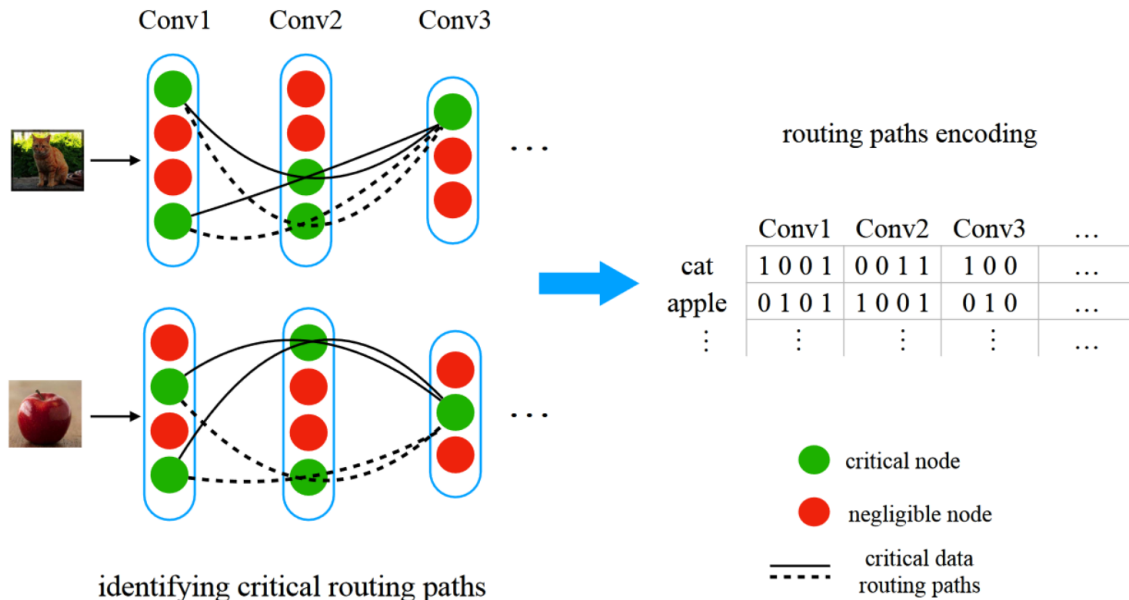 Conv1 Conv2 Conv3
...
routing paths encoding
Conv1 Conv2 Conv3 ...
cat 1 0 0 1 0 0 1 1 1 0 0 ...
apple 0 1 0 1 1 0 0 1 0 1 0 ...
⋮ ⋮ ⋮ ⋮ ...
...
critical node
negligible node
critical data
routing paths
identifying critical routing paths